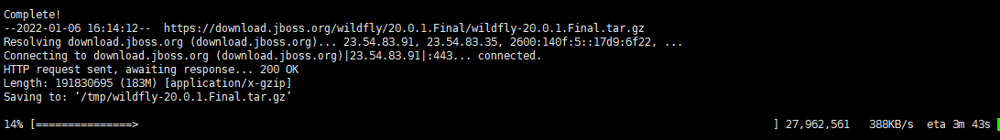 Complete!
--2022-01-06 16:14:12--  https://download.jboss.org/wildfly/20.0.1.Final/wildfly-20.0.1.Final.tar.gz
Resolving download.jboss.org (download.jboss.org)... 23.54.83.91, 23.54.83.35, 2600:140f:5::17d9:6f22, ...
Connecting to download.jboss.org (download.jboss.org)|23.54.83.91|:443... connected.
HTTP request sent, awaiting response... 200 OK
Length: 191830695 (183M) [application/x-gzip]
Saving to: ‘/tmp/wildfly-20.0.1.Final.tar.gz’
14% [===============>                                                                                                  ] 27,962,561   388KB/s  eta 3m 43s